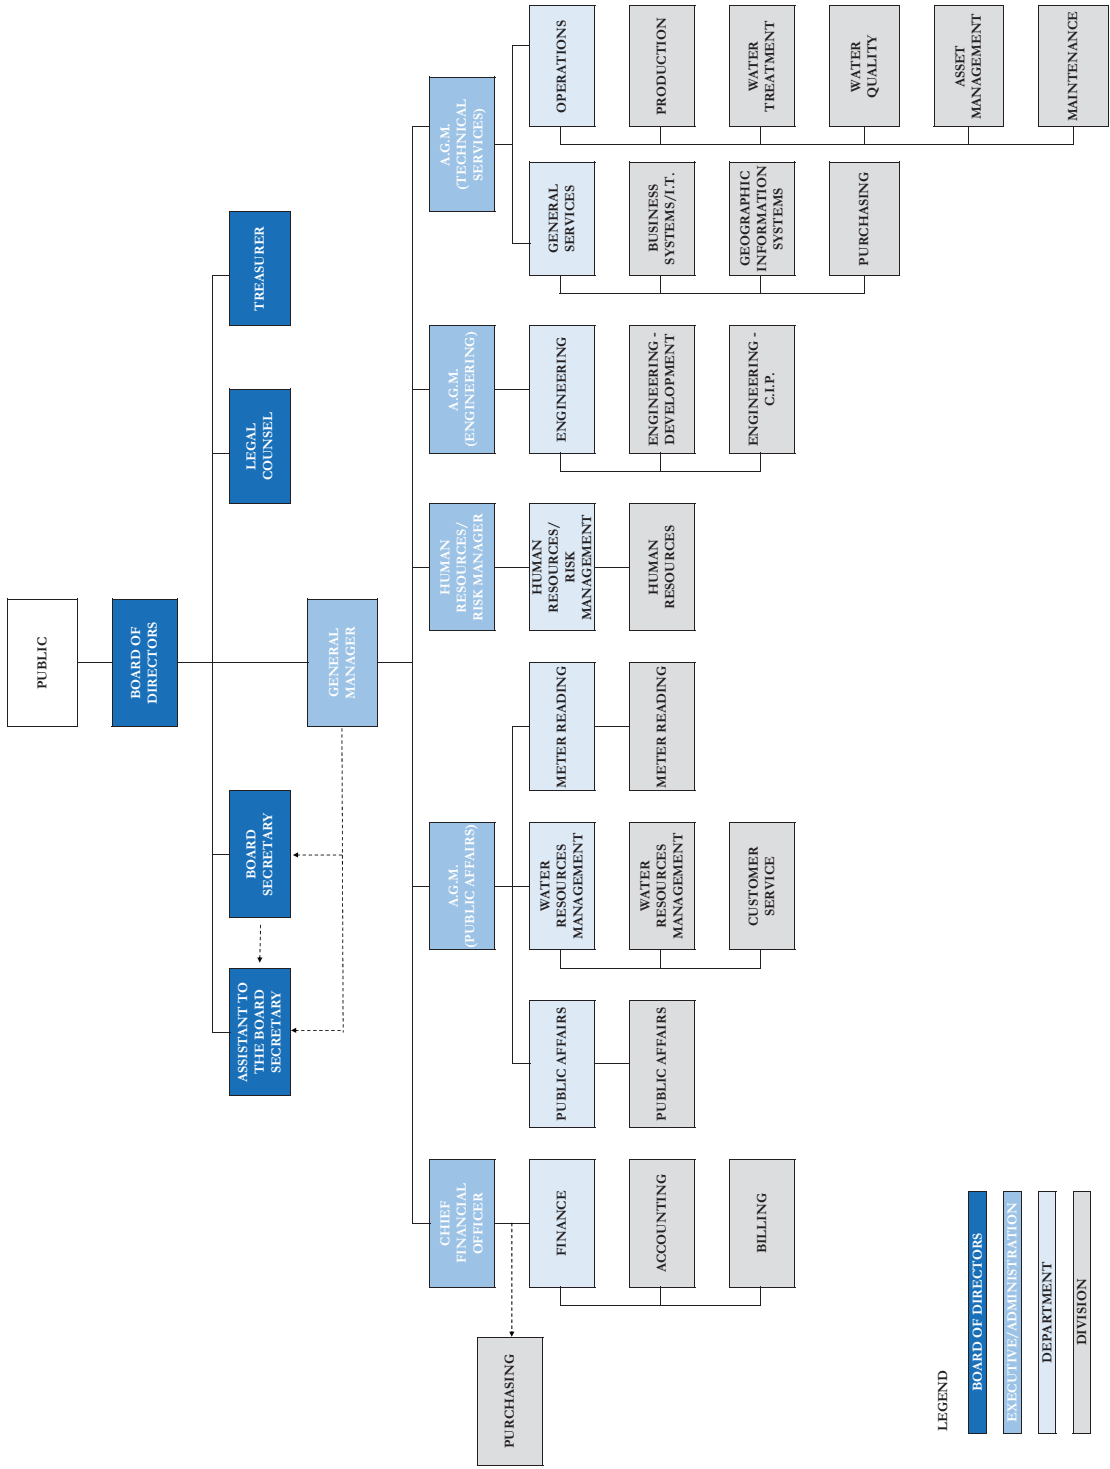 PUBLIC
BOARD OF
DIRECTORS
ASSISTANT TO
THE BOARD
SECRETARY
BOARD
SECRETARY
LEGAL
COUNSEL
TREASURER
GENERAL
MANAGER
CHIEF
FINANCIAL
OFFICER
A.G.M.
(PUBLIC AFFAIRS)
HUMAN
RESOURCES/
RISK MANAGER
A.G.M.
(ENGINEERING)
A.G.M.
(TECHNICAL
SERVICES)
PURCHASING
FINANCE
PUBLIC AFFAIRS
WATER
RESOURCES
MANAGEMENT
METER READING
HUMAN
RESOURCES/
RISK
MANAGEMENT
ENGINEERING
GENERAL
SERVICES
OPERATIONS
ACCOUNTING
PUBLIC AFFAIRS
WATER
RESOURCES
MANAGEMENT
METER READING
HUMAN
RESOURCES
ENGINEERING -
DEVELOPMENT
BUSINESS
SYSTEMS/I.T.
PRODUCTION
BILLING
CUSTOMER
SERVICE
ENGINEERING -
C.I.P.
GEOGRAPHIC
INFORMATION
SYSTEMS
WATER
TREATMENT
PURCHASING
WATER
QUALITY
ASSET
MANAGEMENT
MAINTENANCE
LEGEND
BOARD OF DIRECTORS
EXECUTIVE/ADMINISTRATION
DEPARTMENT
DIVISION